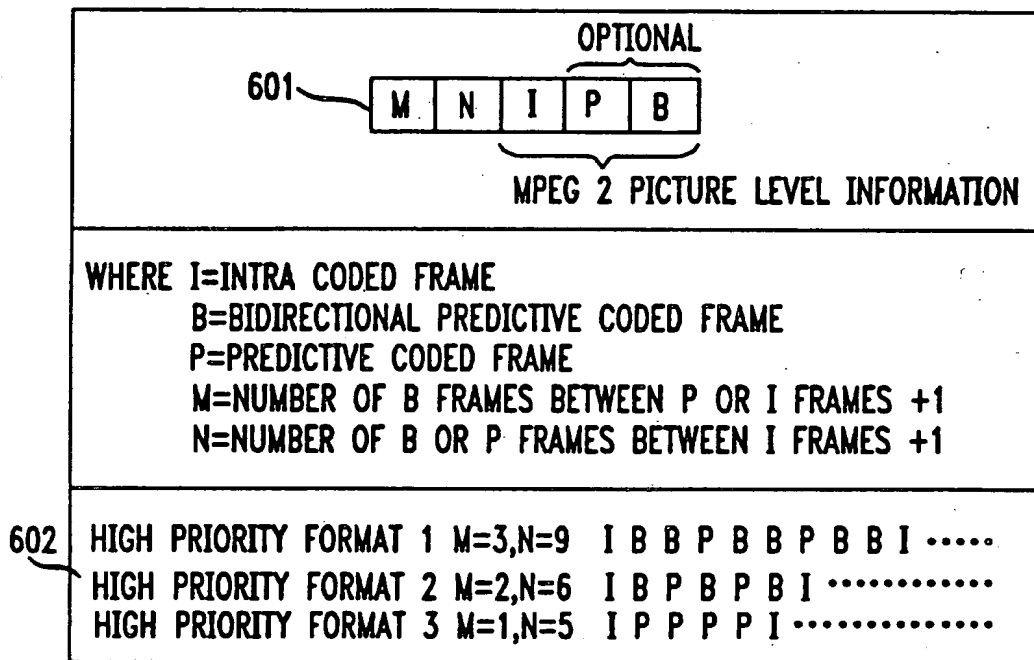 OPTIONAL
601
M N I P B
MPEG 2 PICTURE LEVEL INFORMATION
WHERE I=INTRA CODED FRAME
B=BIDIRECTIONAL PREDICTIVE CODED FRAME
P=PREDICTIVE CODED FRAME
M=NUMBER OF B FRAMES BETWEEN P OR I FRAMES +1
N=NUMBER OF B OR P FRAMES BETWEEN I FRAMES +1
602
HIGH PRIORITY FORMAT 1 M=3,N=9 I B B P B B P B B I .....
HIGH PRIORITY FORMAT 2 M=2,N=6 I B P B P B I ............
HIGH PRIORITY FORMAT 3 M=1,N=5 I P P P P I ..............